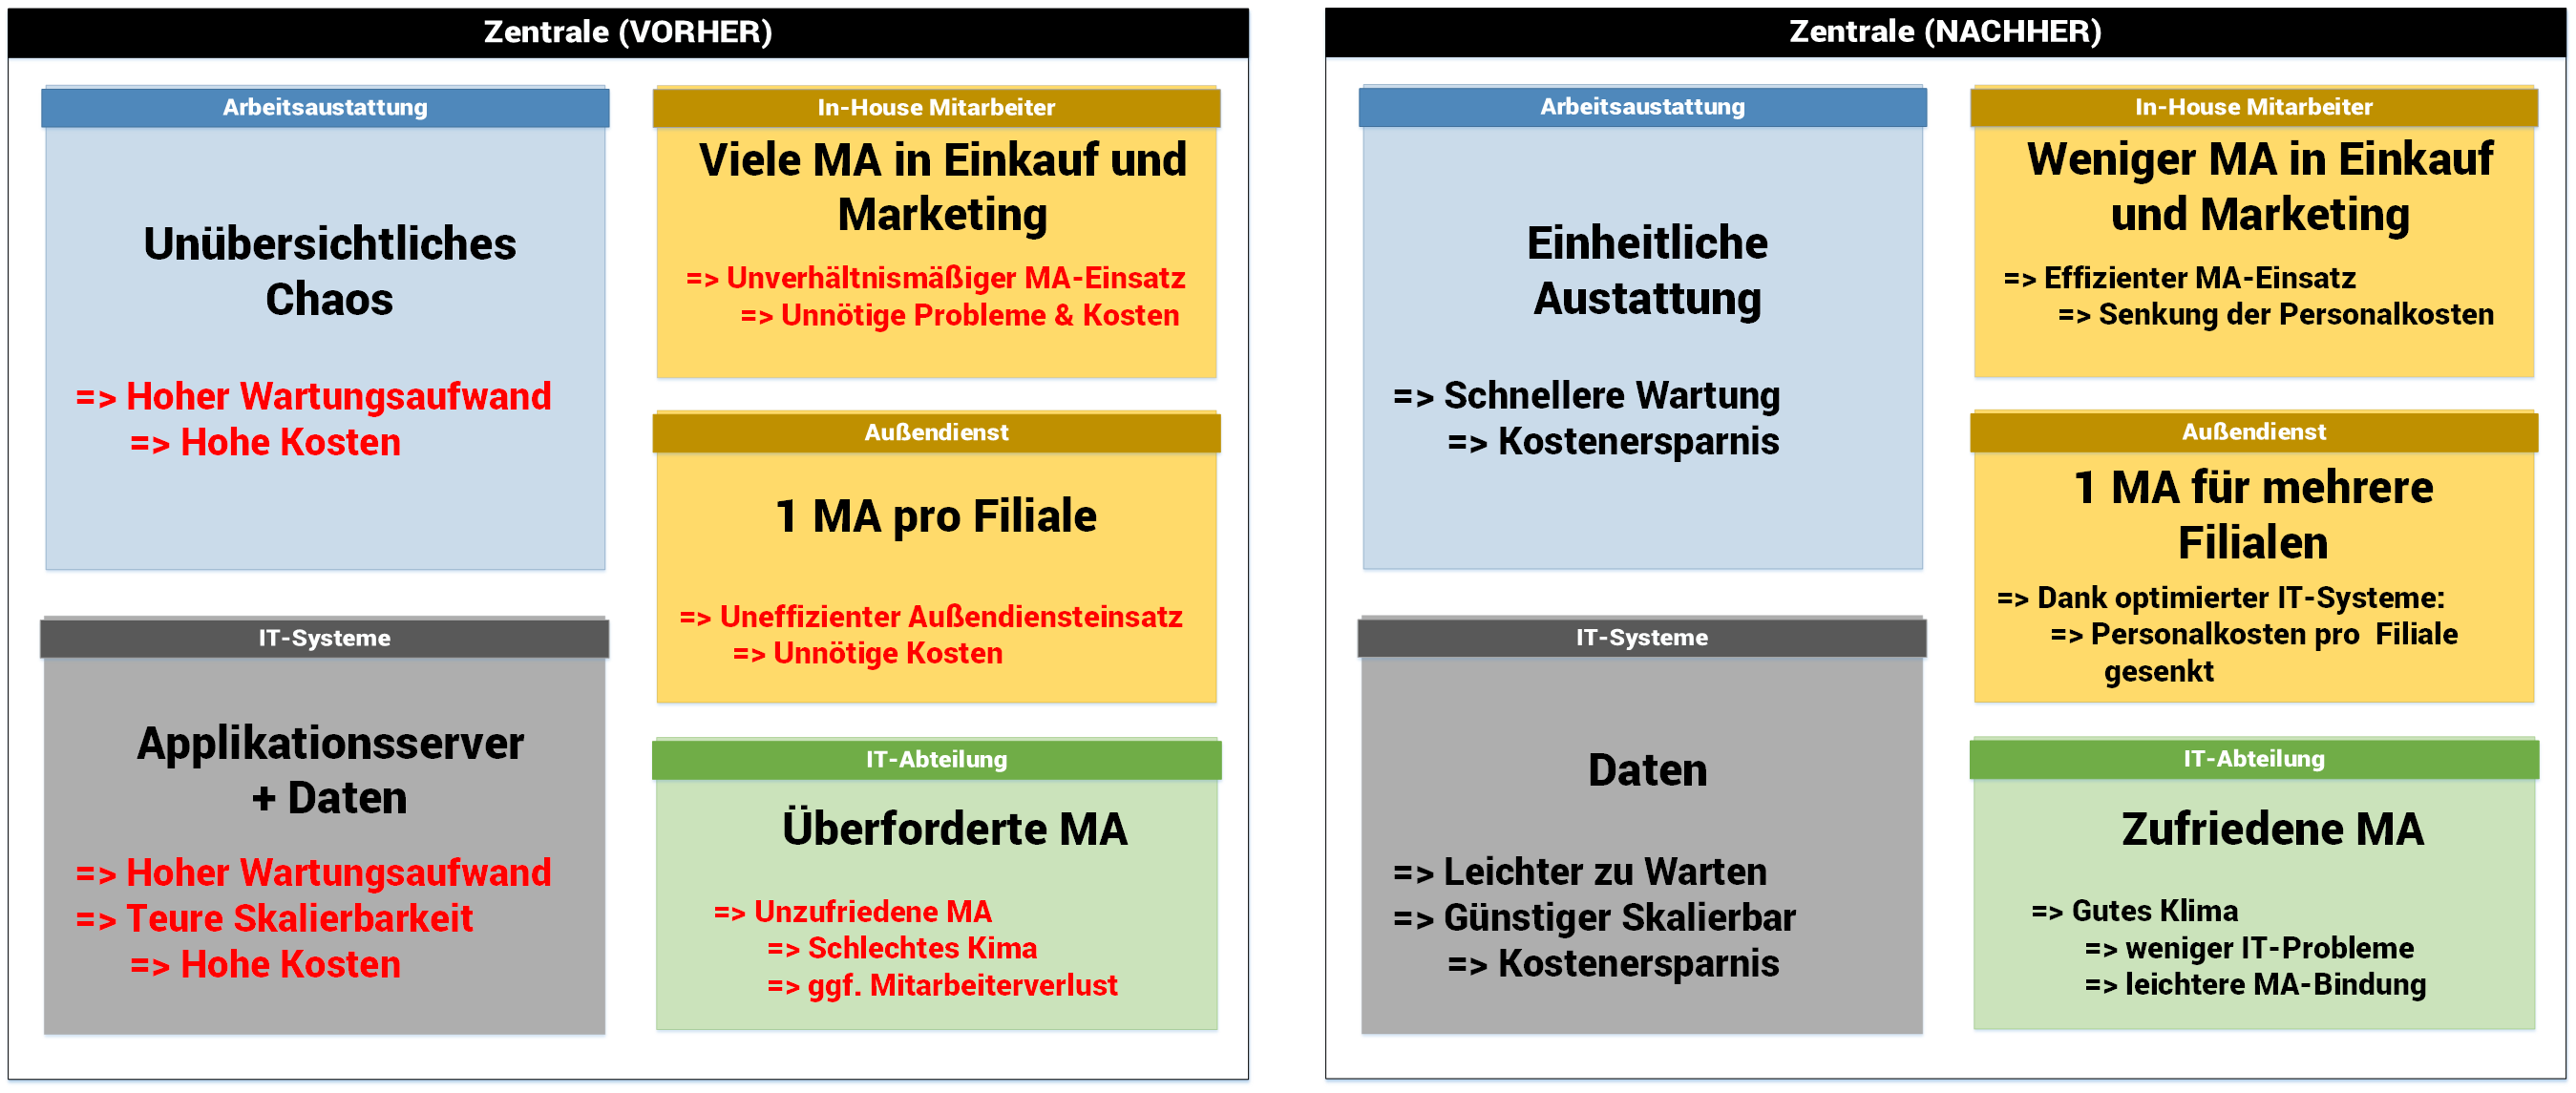 Zentrale (VORHER)
Arbeitsaustattung
Unübersichtliches
Chaos
=> Hoher Wartungsaufwand
=> Hohe Kosten
IT-Systeme
Applikationsserver
+ Daten
=> Hoher Wartungsaufwand
=> Teure Skalierbarkeit
=> Hohe Kosten
In-House Mitarbeiter
Viele MA in Einkauf und
Marketing
=> Unverhältnismäßiger MA-Einsatz
=> Unnötige Probleme & Kosten
Außendienst
1 MA pro Filiale
=> Uneffizienter Außendiensteinsatz
=> Unnötige Kosten
IT-Abteilung
Überforderte MA
=> Unzufriedene MA
=> Schlechtes Kima
=> ggf. Mitarbeiterverlust
Zentrale (NACHHER)
Arbeitsaustattung
Einheitliche
Austattung
=> Schnellere Wartung
=> Kostenersparnis
IT-Systeme
Daten
=> Leichter zu Warten
=> Günstiger Skalierbar
=> Kostenersparnis
In-House Mitarbeiter
Weniger MA in Einkauf
und Marketing
=> Effizienter MA-Einsatz
=> Senkung der Personalkosten
Außendienst
1 MA für mehrere
Filialen
=> Dank optimierter IT-Systeme:
=> Personalkosten pro  Filiale
gesenkt
IT-Abteilung
Zufriedene MA
=> Gutes Klima
=> weniger IT-Probleme
=> leichtere MA-Bindung